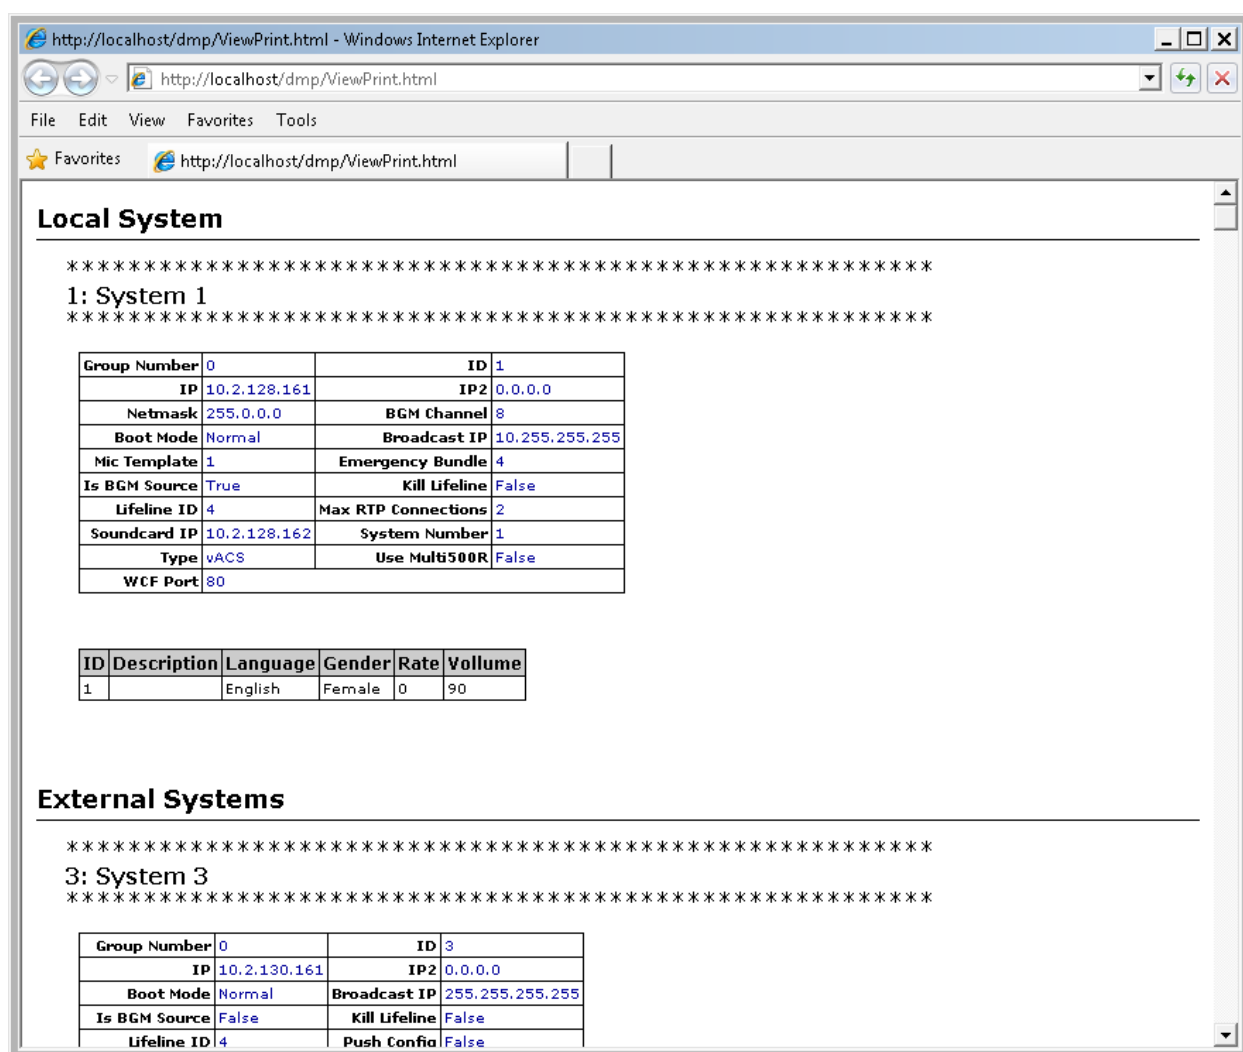 http://localhost/dmp/ViewPrint.html - Windows Internet Explorer
http://localhost/dmp/ViewPrint.html
File Edit View Favorites Tools
Favorites http://localhost/dmp/ViewPrint.html
Local System
********************************************************
1: System 1
********************************************************
Group Number 0 ID 1
IP 10.2.128.161 IP2 0.0.0.0
Netmask 255.0.0.0 BGM Channel 8
Boot Mode Normal Broadcast IP 10.255.255.255
Mic Template 1 Emergency Bundle 4
Is BGM Source True Kill Lifeline False
Lifeline ID 4 Max RTP Connections 2
Soundcard IP 10.2.128.162 System Number 1
Type vACS Use Multi500R False
WCF Port 80
ID Description Language Gender Rate Vollume
1 English Female 0 90
External Systems
********************************************************
3: System 3
********************************************************
Group Number 0 ID 3
IP 10.2.130.161 IP2 0.0.0.0
Boot Mode Normal Broadcast IP 255.255.255.255
Is BGM Source False Kill Lifeline False
Lifeline ID 4 Push Config False